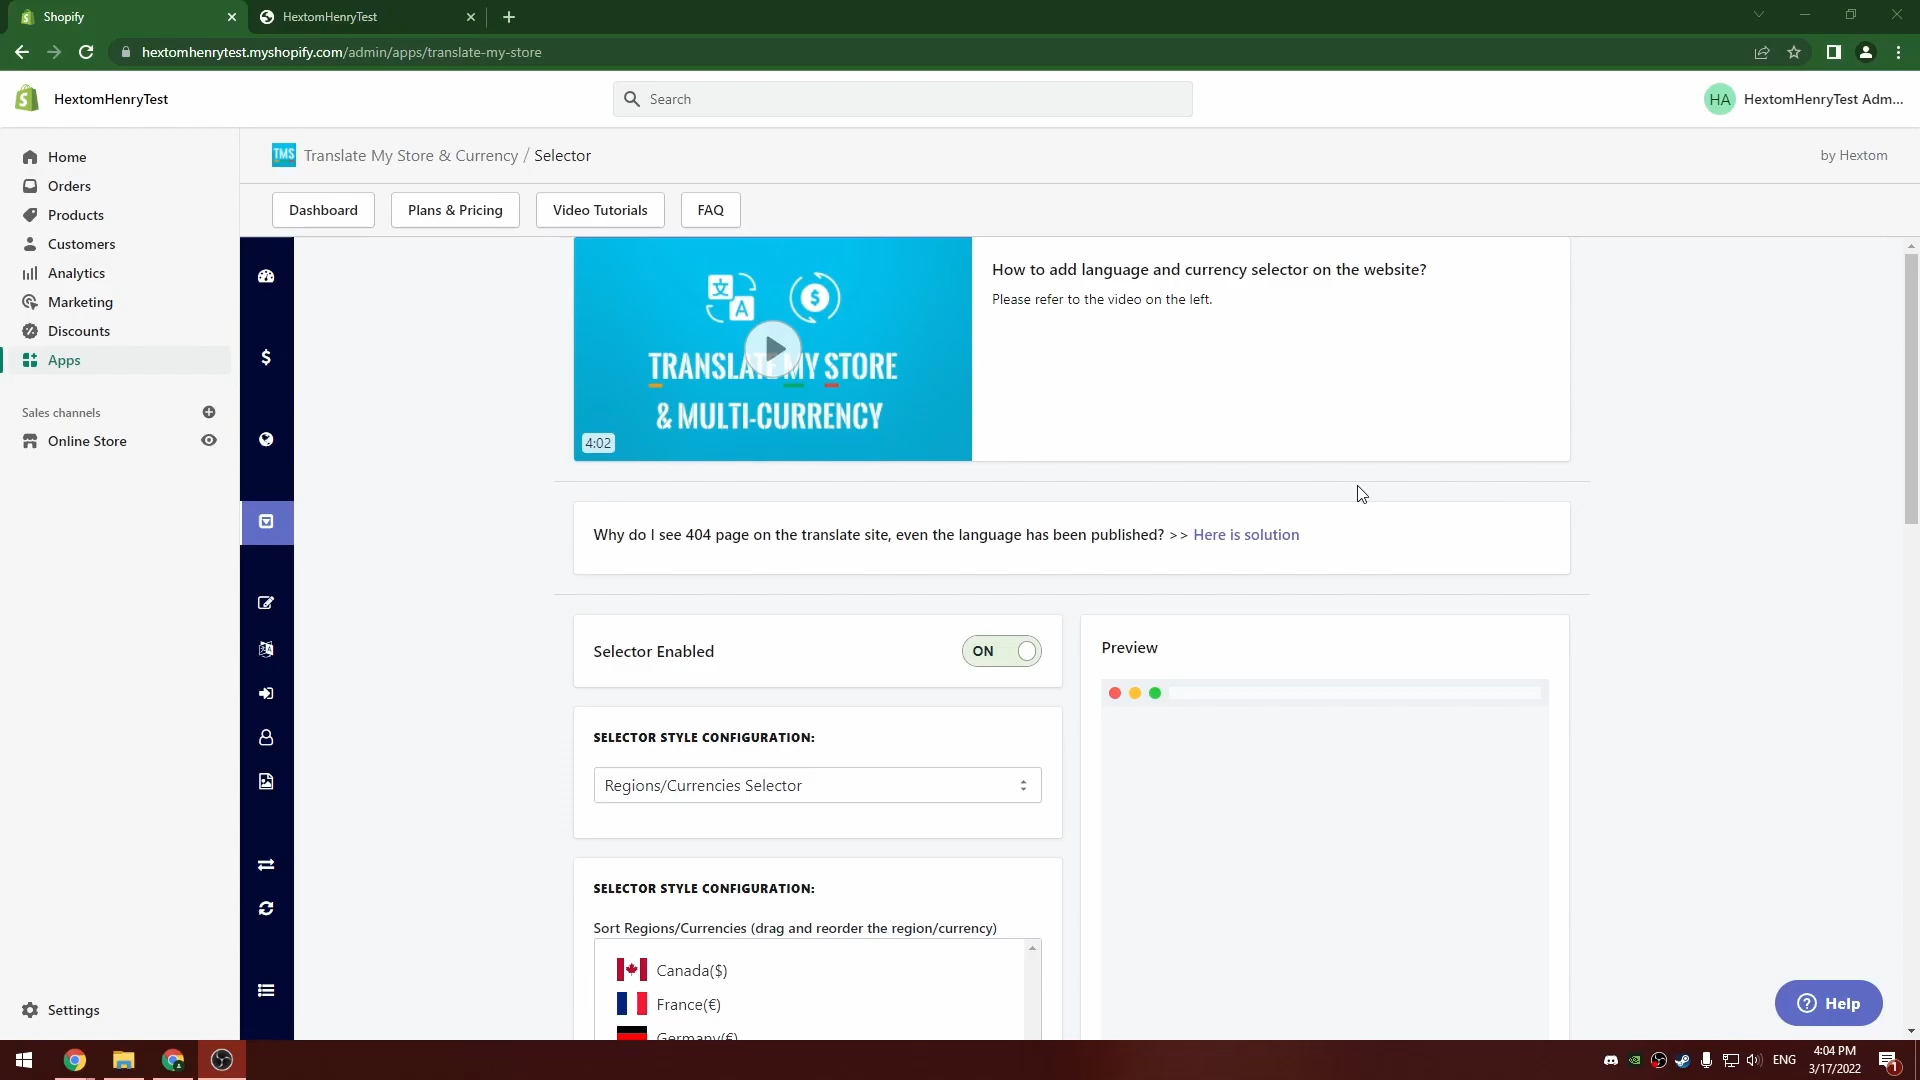 Shopify
HextomHenryTest
hextomhenrytest.myshopify.com/admin/apps/translate-my-store
HextomHenryTest
Search
HA
HextomHenryTest Adm...
Home
Orders
Products
Customers
Analytics
Marketing
Discounts
Apps
Sales channels
Online Store
Settings
TMS
Translate My Store & Currency / Selector
by Hextom
Dashboard
Plans & Pricing
Video Tutorials
FAQ
文
A
$
TRANSLATE MY STORE
& MULTI-CURRENCY
4:02
How to add language and currency selector on the website?
Please refer to the video on the left.
Why do I see 404 page on the translate site, even the language has been published? >> Here is solution
Selector Enabled
ON
SELECTOR STYLE CONFIGURATION:
Regions/Currencies Selector
SELECTOR STYLE CONFIGURATION:
Sort Regions/Currencies (drag and reorder the region/currency)
Canada($)
France(€)
Germany(€)
Preview
Help
ENG
4:04 PM
3/17/2022
1